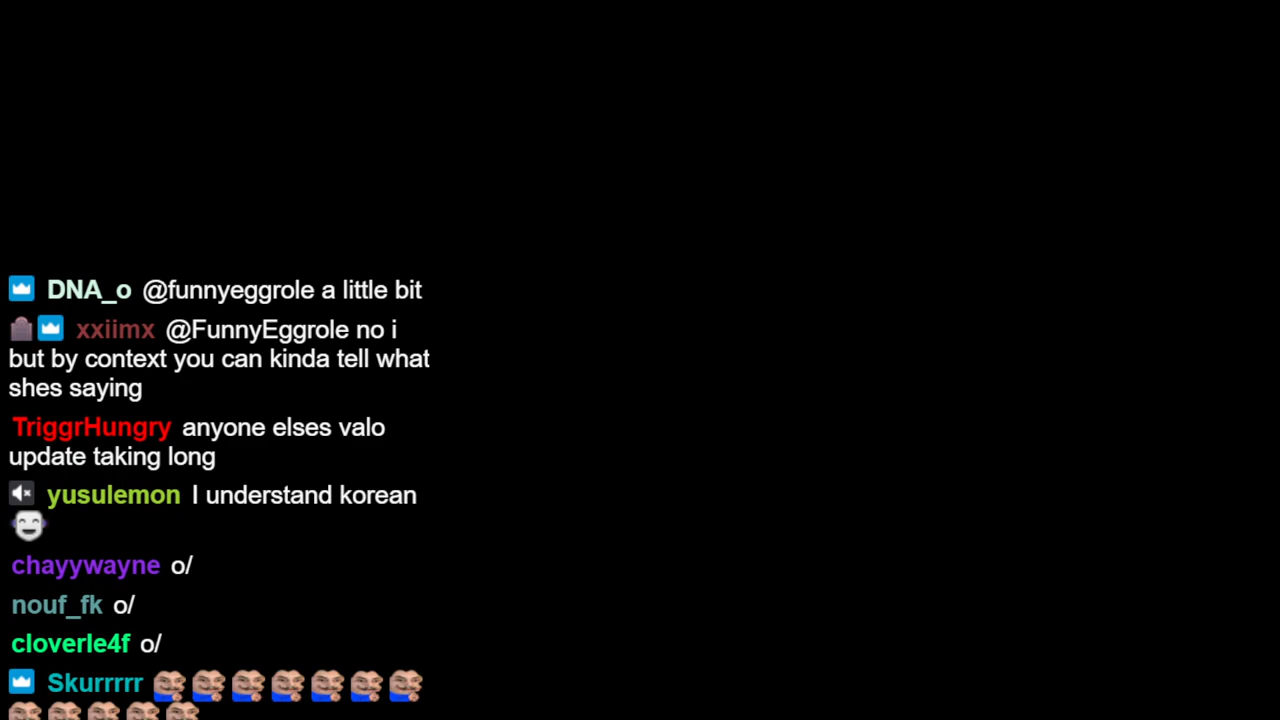 DNA_o @funnyeggrole a little bit
xxiimx @FunnyEggrole no i
but by context you can kinda tell what
shes saying
TriggrHungry anyone elses valo
update taking long
yusulemon I understand korean
chayywayne o/
nouf_fk o/
cloverle4f o/
Skurrrrr